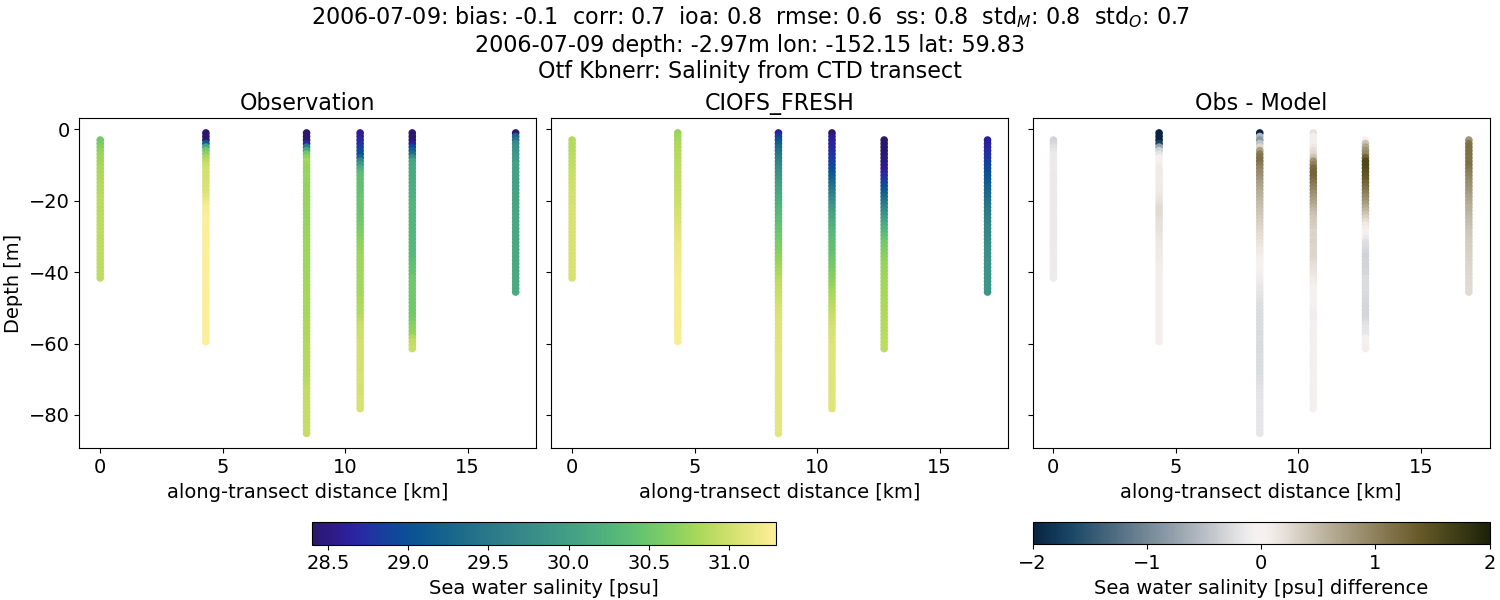 2006-07-09: bias: -0.1  corr: 0.7  ioa: 0.8  rmse: 0.6  ss: 0.8  std_M: 0.8  std_O: 0.7
2006-07-09 depth: -2.97m lon: -152.15 lat: 59.83
Otf Kbnerr: Salinity from CTD transect
Observation
CIOFS_FRESH
Obs - Model
Depth [m]
0
−20
−40
−60
−80
0 5 10 15
0 5 10 15
0 5 10 15
along-transect distance [km]
along-transect distance [km]
along-transect distance [km]
28.5 29.0 29.5 30.0 30.5 31.0
Sea water salinity [psu]
−2 −1 0 1 2
Sea water salinity [psu] difference